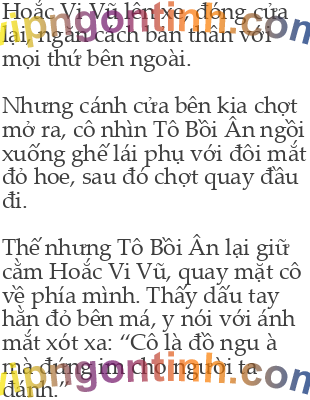 Hoắc Vi Vũ lên xe, đóng cửa
lại, ngăn cách bản thân với
mọi thứ bên ngoài.
Nhưng cánh cửa bên kia chợt
mở ra, cô nhìn Tô Bồi Ân ngồi
xuống ghế lái phụ với đôi mắt
đỏ hoe, sau đó chợt quay đầu
đi.
Thế nhưng Tô Bồi Ân lại giữ
cằm Hoắc Vi Vũ, quay mặt cô
về phía mình. Thấy dấu tay
hằn đỏ bên má, y nói với ánh
mắt xót xa: “Cô là đồ ngu à
mà đứng im cho người ta
đánh.”
vipngontinh.com
vipngontinh.com